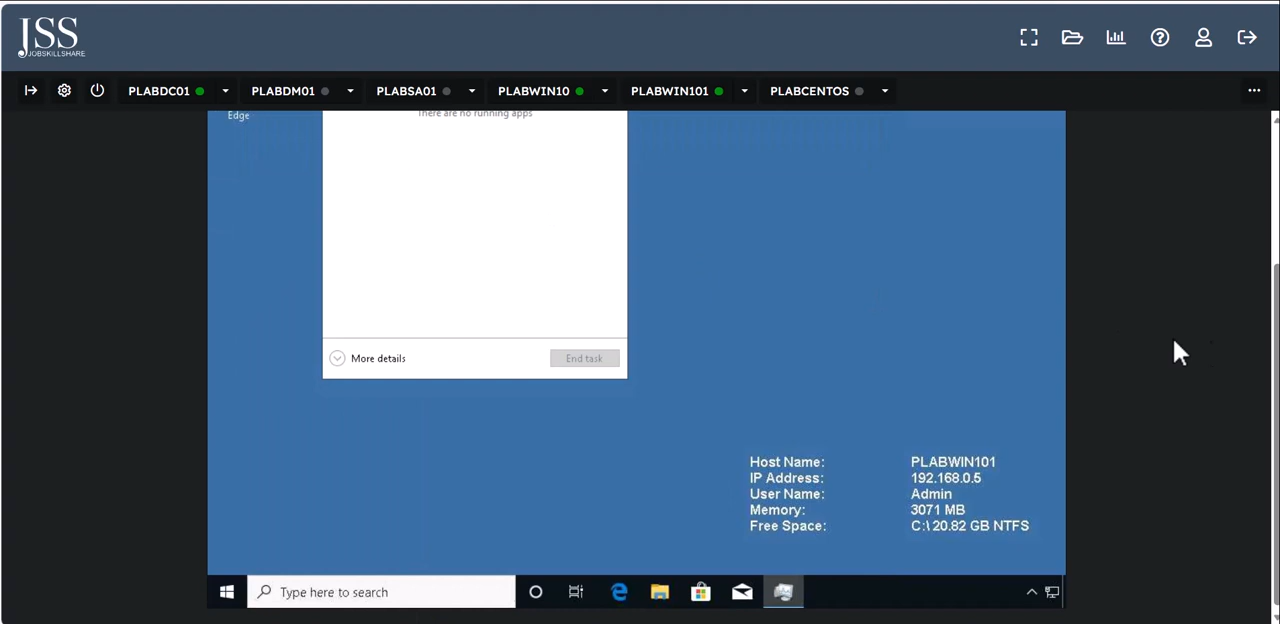 JSS
JOBSKILLSHARE
PLABDC01
PLABDM01
PLABSA01
PLABWIN10
PLABWIN101
PLABCENTOS
Edge
There are no running apps
More details
End task
Host Name: PLABWIN101
IP Address: 192.168.0.5
User Name: Admin
Memory: 3071 MB
Free Space: C:\ 20.82 GB NTFS
Type here to search